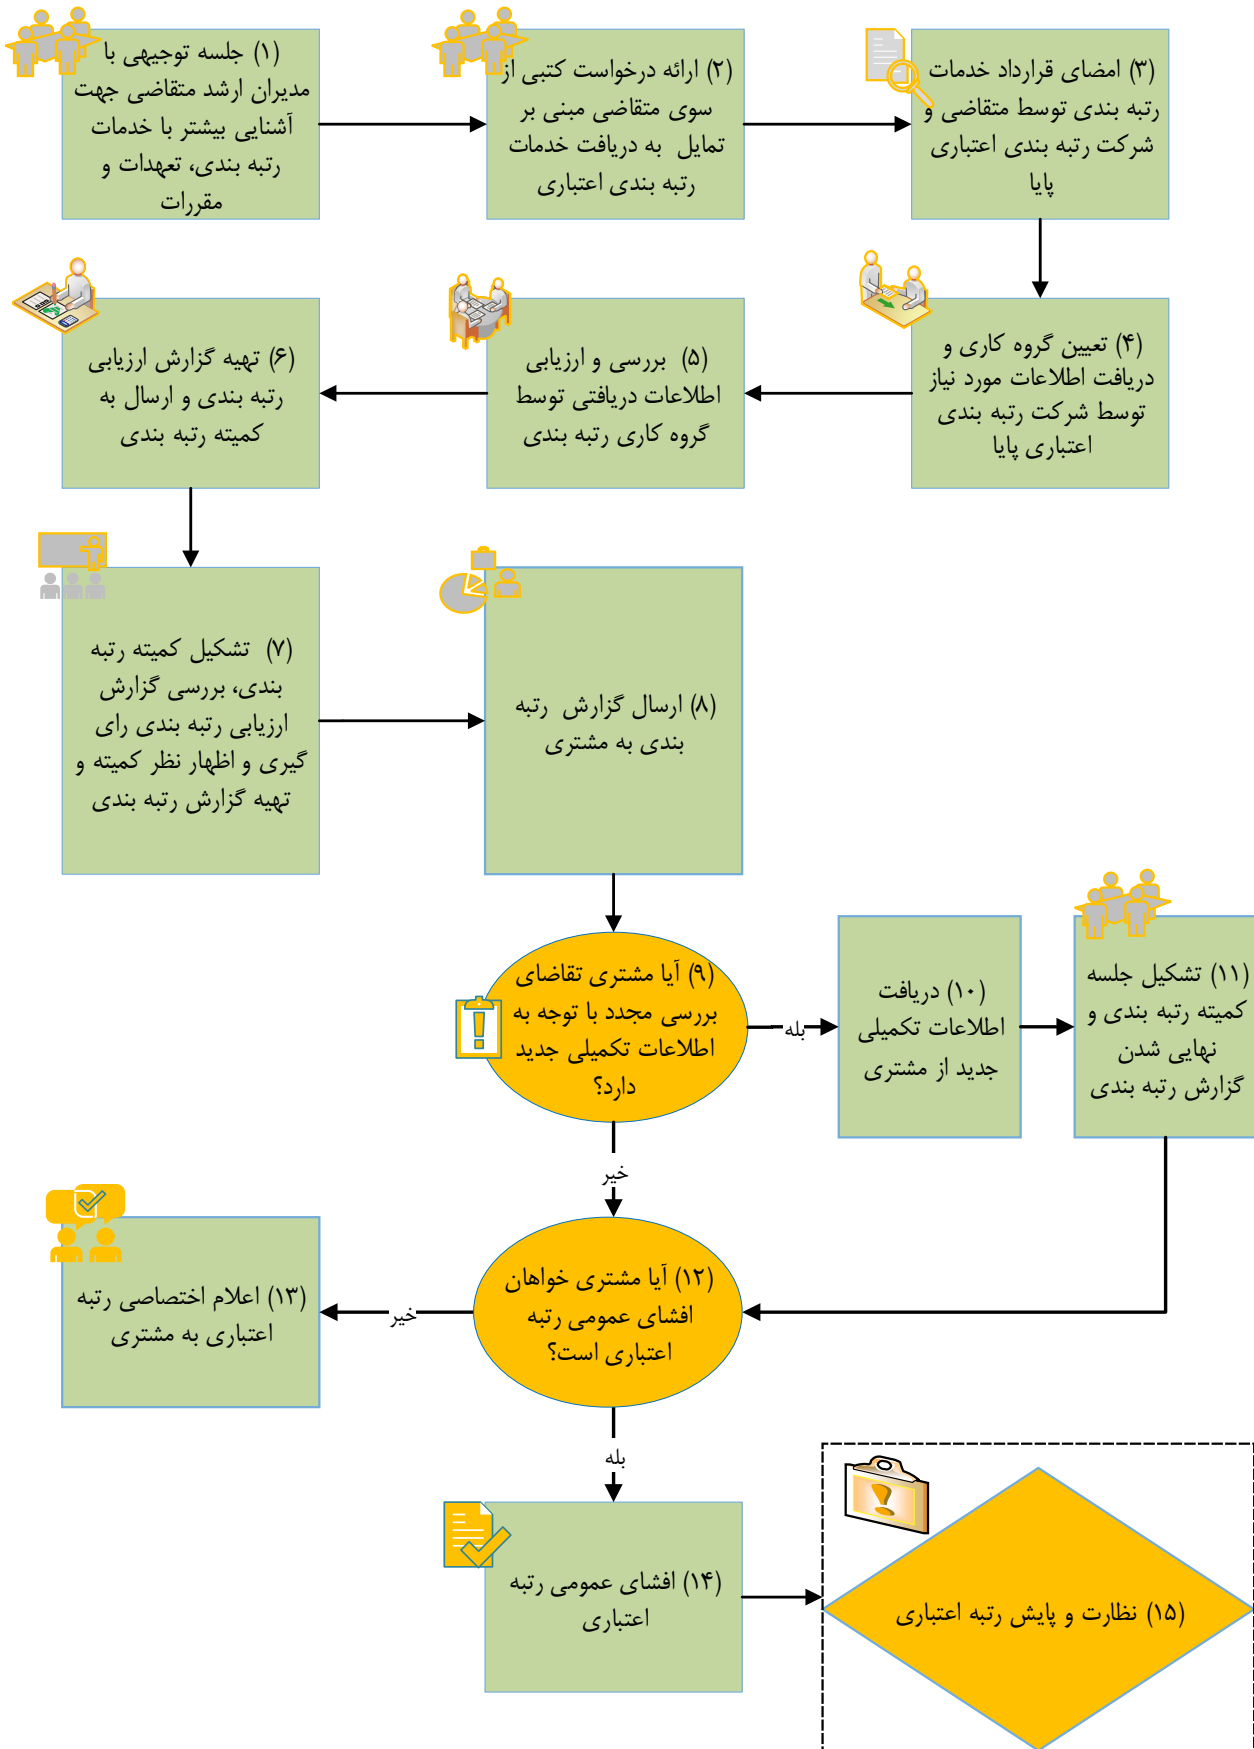 (۱) جلسه توجیهی با
مدیران ارشد متقاضی جهت
آشنایی بیشتر با خدمات
رتبه بندی، تعهدات و
مقررات
(۲) ارائه درخواست کتبی از
سوی متقاضی مبنی بر
تمایل به دریافت خدمات
رتبه بندی اعتباری
(۳) امضای قرارداد خدمات
رتبه بندی توسط متقاضی و
شرکت رتبه بندی اعتباری
پایا
(۴) تعیین گروه کاری و
دریافت اطلاعات مورد نیاز
توسط شرکت رتبه بندی
اعتباری پایا
(۵) بررسی و ارزیابی
اطلاعات دریافتی توسط
گروه کاری رتبه بندی
(۶) تهیه گزارش ارزیابی
رتبه بندی و ارسال به
کمیته رتبه بندی
(۷) تشکیل کمیته رتبه
بندی، بررسی گزارش
ارزیابی رتبه بندی رای
گیری و اظهار نظر کمیته و
تهیه گزارش رتبه بندی
(۸) ارسال گزارش رتبه
بندی به مشتری
(۹) آیا مشتری تقاضای
بررسی مجدد با توجه به
اطلاعات تکمیلی جدید
دارد؟
بله
(۱۰) دریافت
اطلاعات تکمیلی
جدید از مشتری
(۱۱) تشکیل جلسه
کمیته رتبه بندی و
نهایی شدن
گزارش رتبه بندی
خیر
(۱۲) آیا مشتری خواهان
افشای عمومی رتبه
اعتباری است؟
خیر
(۱۳) اعلام اختصاصی رتبه
اعتباری به مشتری
بله
(۱۴) افشای عمومی رتبه
اعتباری
(۱۵) نظارت و پایش رتبه اعتباری